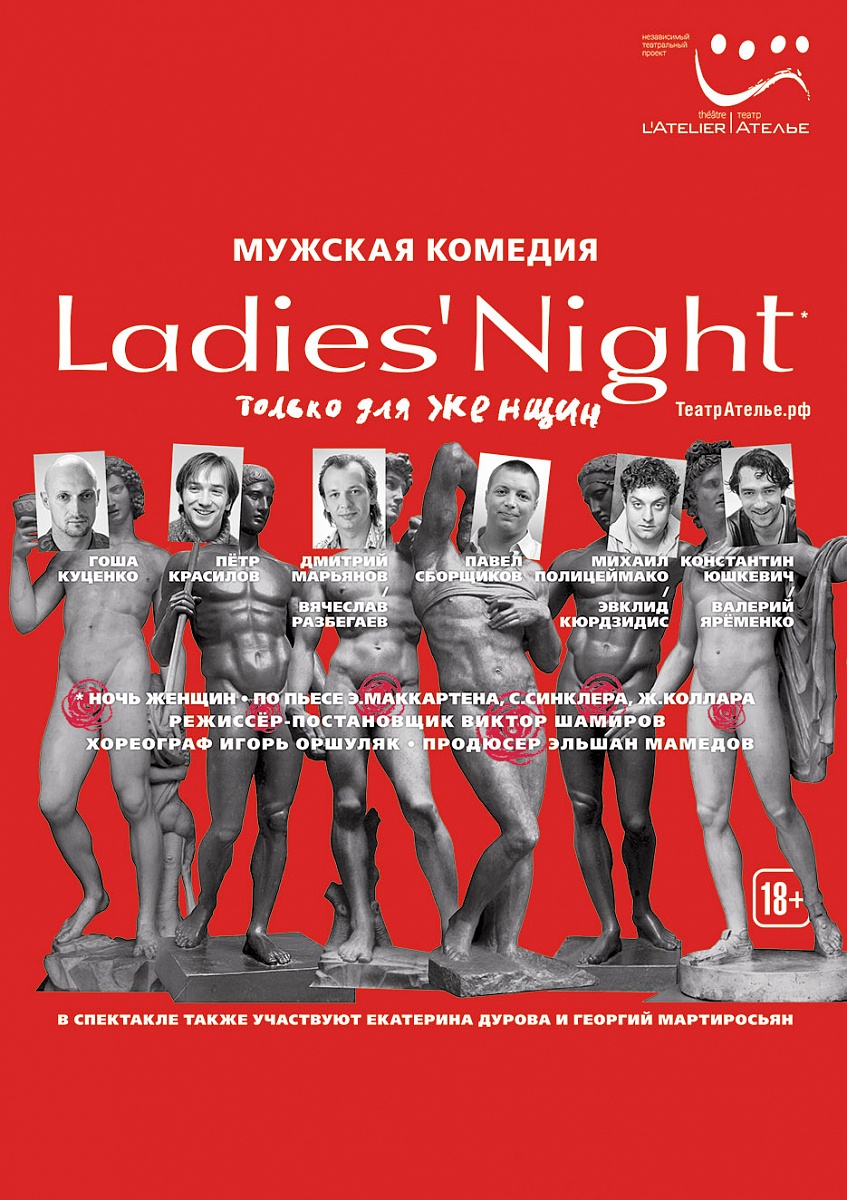 независимый
театральный
проект
théâtre театр
L'ATELIER АТЕЛЬЕ
МУЖСКАЯ КОМЕДИЯ
Ladies' Night*
только для женщин
ТеатрАтелье.рф
ГОША
КУЦЕНКО
ПЁТР
КРАСИЛОВ
ДМИТРИЙ
МАРЬЯНОВ
/
ВЯЧЕСЛАВ
РАЗБЕГАЕВ
ПАВЕЛ
СБОРЩИКОВ
МИХАИЛ
ПОЛИЦЕЙМАКО
/
ЭВКЛИД
КЮРДЗИДИС
КОНСТАНТИН
ЮШКЕВИЧ
/
ВАЛЕРИЙ
ЯРЁМЕНКО
* НОЧЬ ЖЕНЩИН • ПО ПЬЕСЕ Э.МАККАРТЕНА, С.СИНКЛЕРА, Ж.КОЛЛАРА
РЕЖИССЁР-ПОСТАНОВЩИК ВИКТОР ШАМИРОВ
ХОРЕОГРАФ ИГОРЬ ОРШУЛЯК • ПРОДЮСЕР ЭЛЬШАН МАМЕДОВ
18+
В СПЕКТАКЛЕ ТАКЖЕ УЧАСТВУЮТ ЕКАТЕРИНА ДУРОВА И ГЕОРГИЙ МАРТИРОСЬЯН